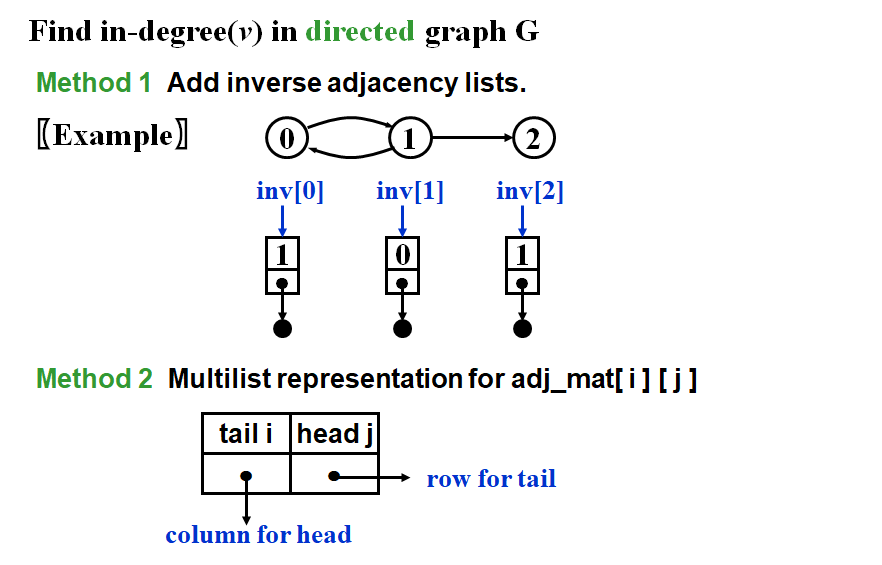 Find in-degree(v) in directed graph G
Method 1 Add inverse adjacency lists.
〖Example〗 0 1 2
inv[0] inv[1] inv[2]
1 0 1
Method 2 Multilist representation for adj_mat[ i ] [ j ]
tail i head j
row for tail
column for head